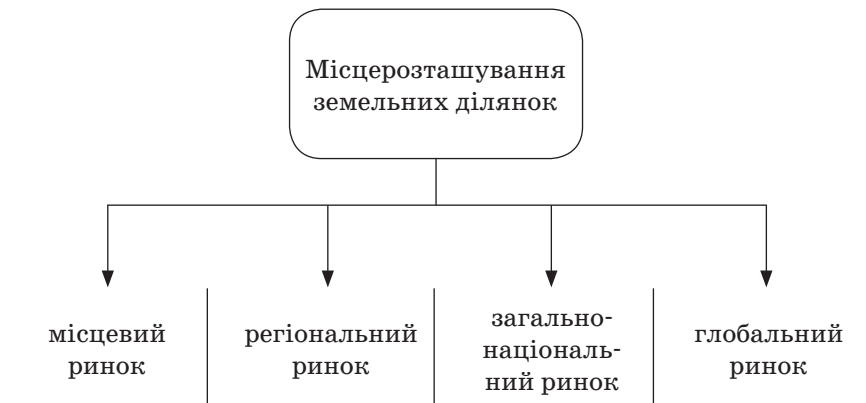 Місцерозташування
земельних ділянок
місцевий
ринок
регіональний
ринок
загально-
національ-
ний ринок
глобальний
ринок